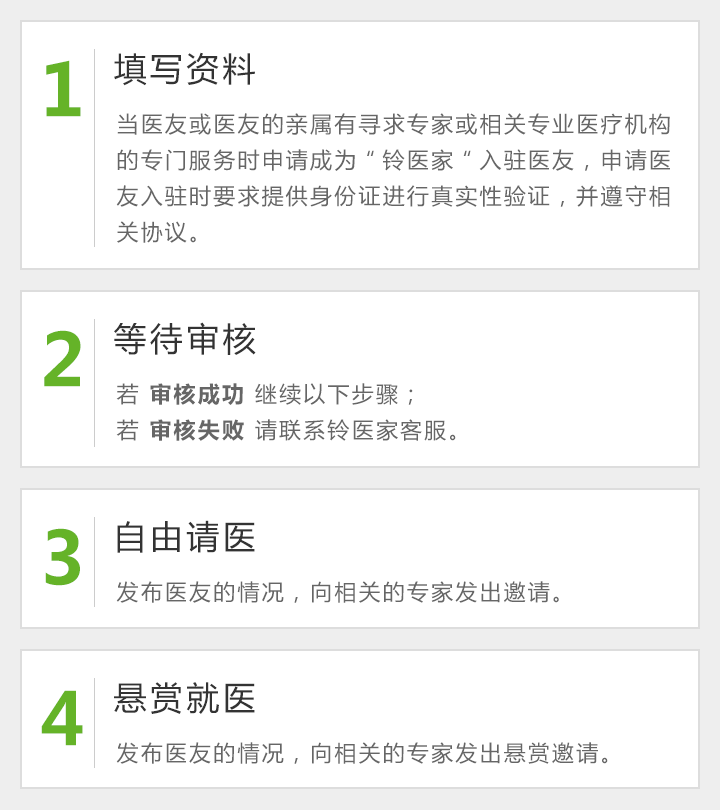 1
填写资料
当医友或医友的亲属有寻求专家或相关专业医疗机构
的专门服务时申请成为“铃医家“入驻医友，申请医
友入驻时要求提供身份证进行真实性验证，并遵守相
关协议。
2
等待审核
若 审核成功 继续以下步骤；
若 审核失败 请联系铃医家客服。
3
自由请医
发布医友的情况，向相关的专家发出邀请。
4
悬赏就医
发布医友的情况，向相关的专家发出悬赏邀请。